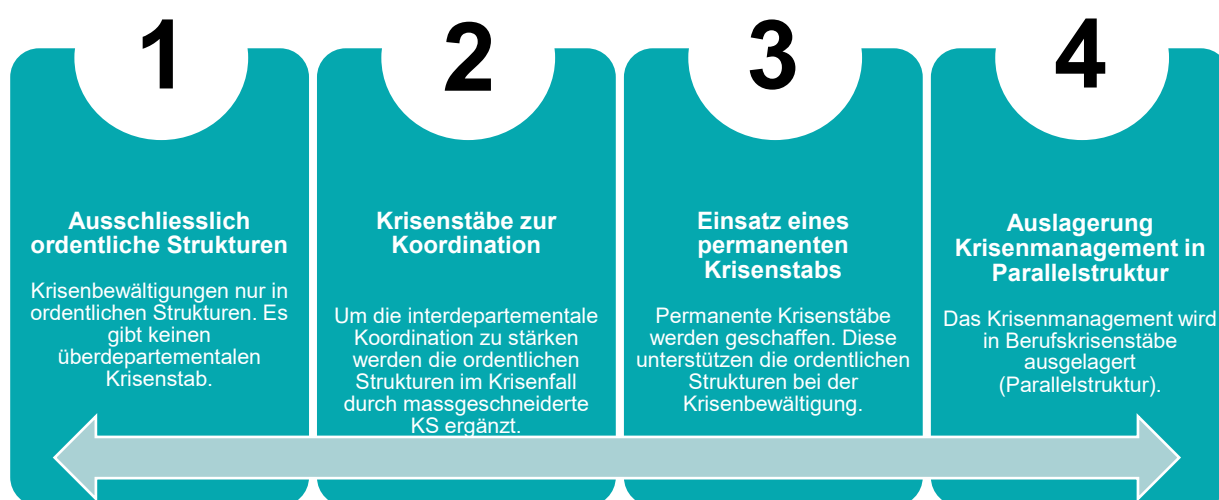 1
Ausschliesslich
ordentliche Strukturen
Krisenbewältigungen nur in
ordentlichen Strukturen. Es
gibt keinen
überdepartementalen
Krisenstab.
2
Krisenstäbe zur
Koordination
Um die interdepartementale
Koordination zu stärken
werden die ordentlichen
Strukturen im Krisenfall
durch massgeschneiderte
KS ergänzt.
3
Einsatz eines
permanenten
Krisenstabs
Permanente Krisenstäbe
werden geschaffen. Diese
unterstützen die ordentlichen
Strukturen bei der
Krisenbewältigung.
4
Auslagerung
Krisenmanagement in
Parallelstruktur
Das Krisenmanagement wird
in Berufskrisenstäbe
ausgelagert
(Parallelstruktur).